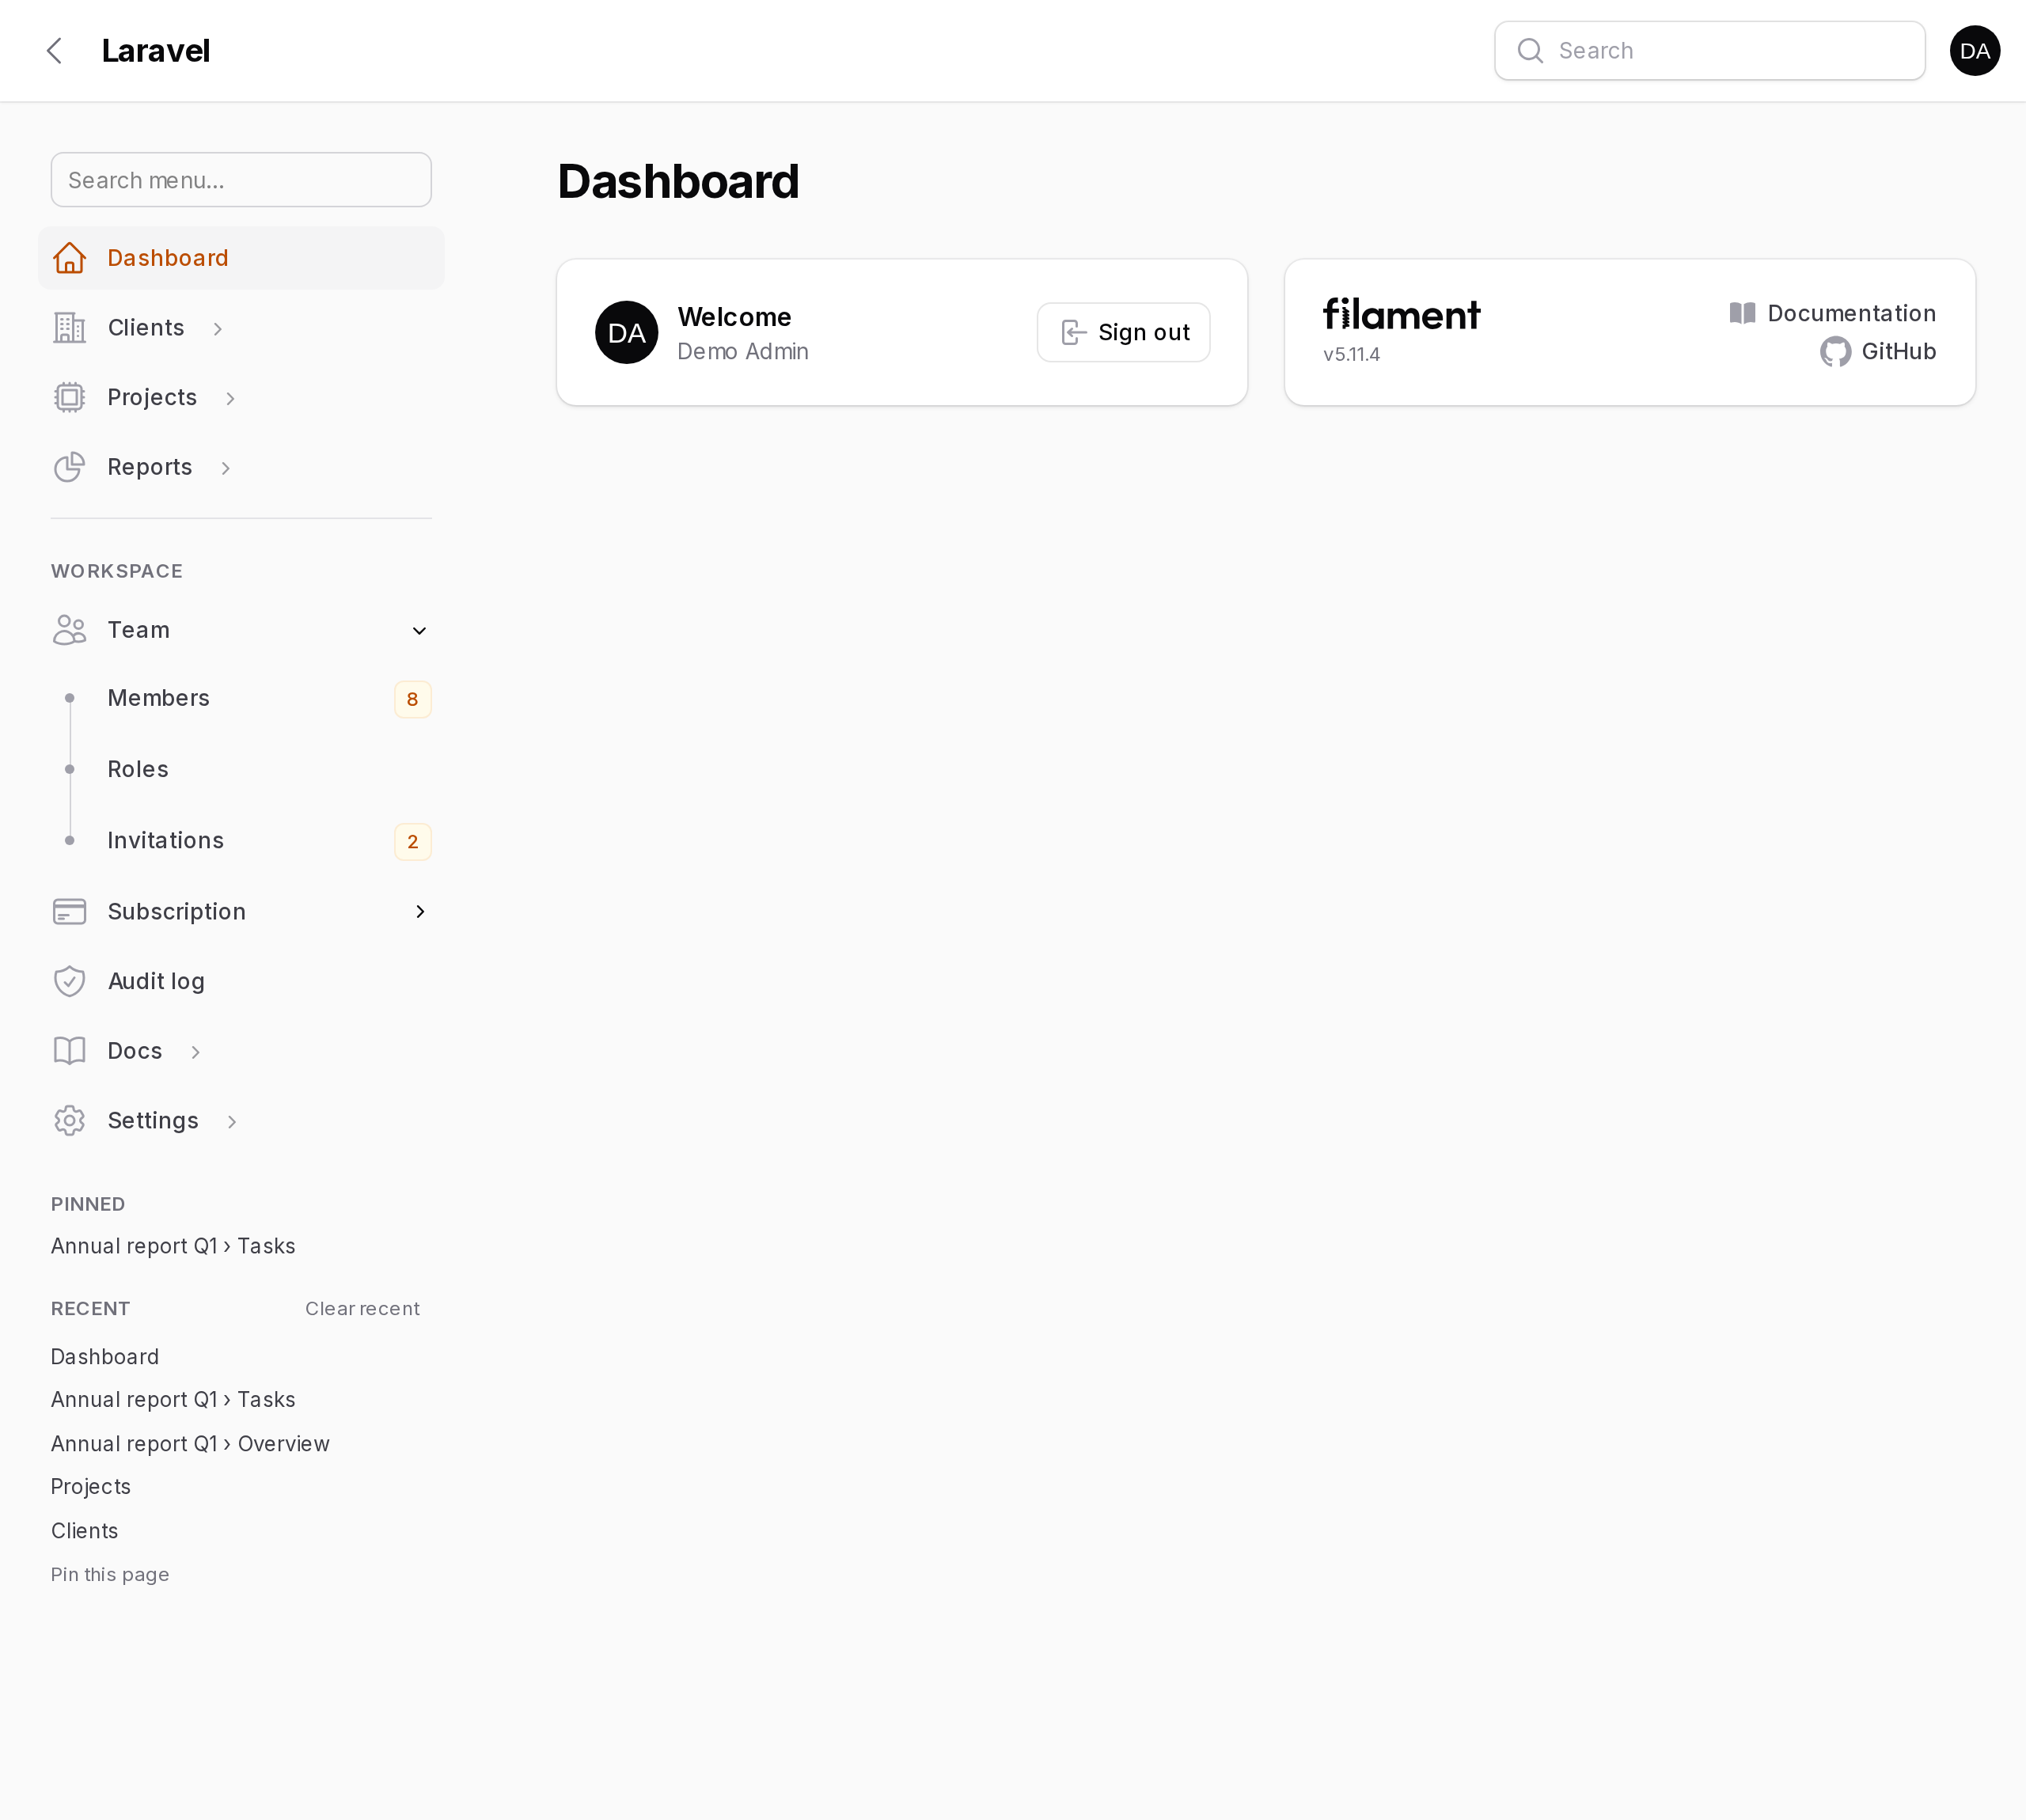 Laravel
Search
DA
Search menu...
Dashboard
Clients
Projects
Reports
WORKSPACE
Team
Members 8
Roles
Invitations 2
Subscription
Audit log
Docs
Settings
PINNED
Annual report Q1 › Tasks
RECENT Clear recent
Dashboard
Annual report Q1 › Tasks
Annual report Q1 › Overview
Projects
Clients
Pin this page
Dashboard
DA
Welcome
Demo Admin
Sign out
filament
v5.11.4
Documentation
GitHub